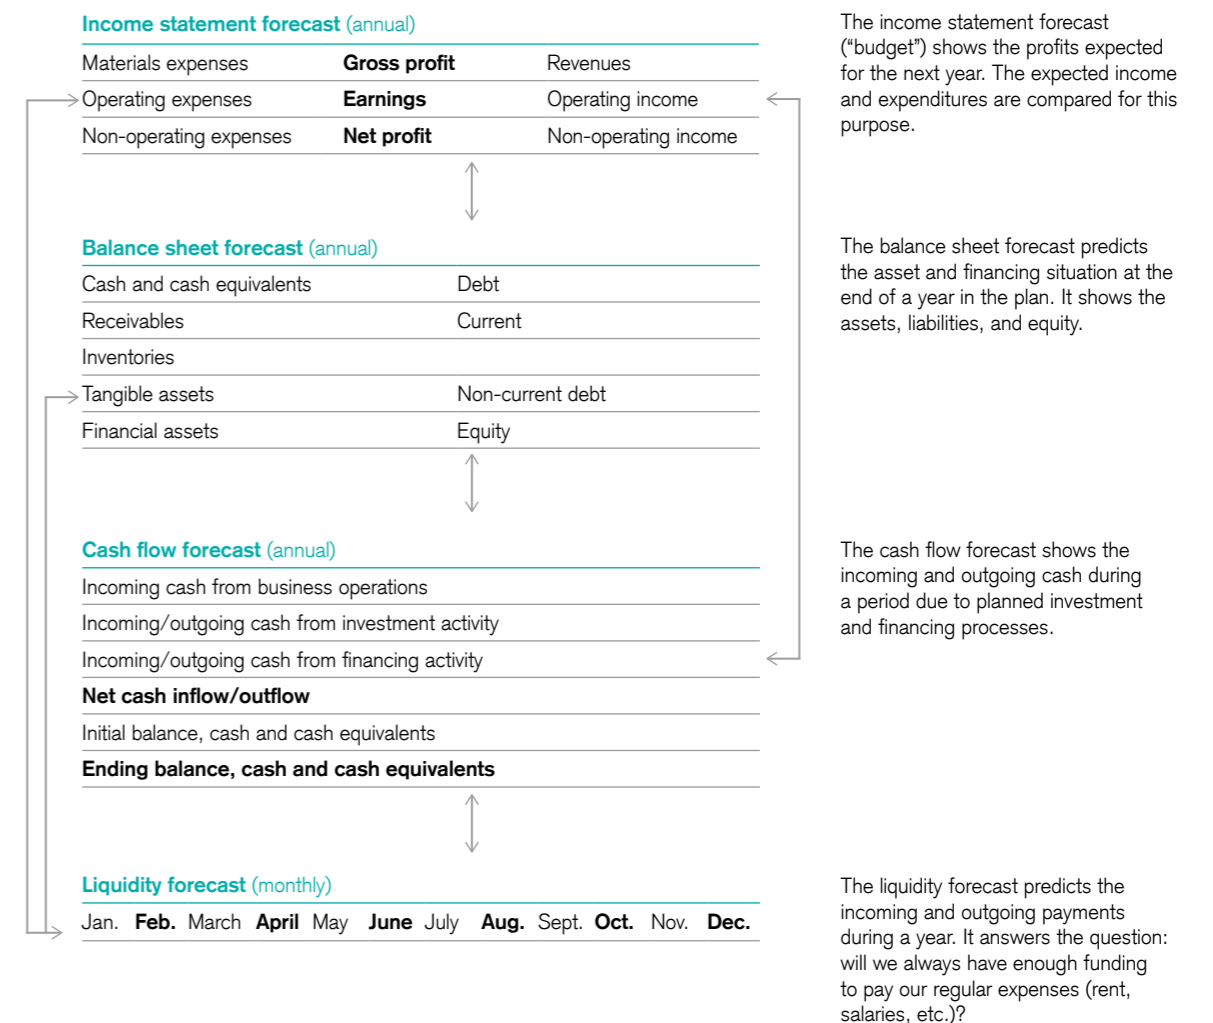 Income statement forecast (annual)
Materials expenses Gross profit Revenues
Operating expenses Earnings Operating income
Non-operating expenses Net profit Non-operating income
The income statement forecast
(“budget”) shows the profits expected
for the next year. The expected income
and expenditures are compared for this
purpose.
Balance sheet forecast (annual)
Cash and cash equivalents Debt
Receivables Current
Inventories
Tangible assets Non-current debt
Financial assets Equity
The balance sheet forecast predicts
the asset and financing situation at the
end of a year in the plan. It shows the
assets, liabilities, and equity.
Cash flow forecast (annual)
Incoming cash from business operations
Incoming/outgoing cash from investment activity
Incoming/outgoing cash from financing activity
Net cash inflow/outflow
Initial balance, cash and cash equivalents
Ending balance, cash and cash equivalents
The cash flow forecast shows the
incoming and outgoing cash during
a period due to planned investment
and financing processes.
Liquidity forecast (monthly)
Jan. Feb. March April May June July Aug. Sept. Oct. Nov. Dec.
The liquidity forecast predicts the
incoming and outgoing payments
during a year. It answers the question:
will we always have enough funding
to pay our regular expenses (rent,
salaries, etc.)?